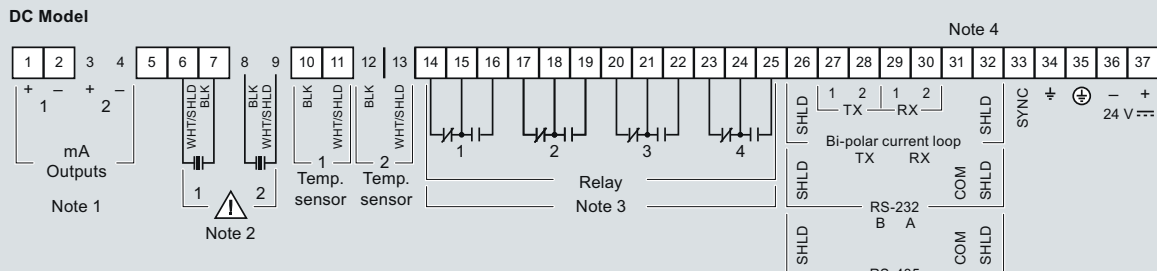 DC Model
Note 4
1 2 3 4 5 6 7 8 9 10 11 12 13 14 15 16 17 18 19 20 21 22 23 24 25 26 27 28 29 30 31 32 33 34 35 36 37
+ – + –
1 2
mA
Outputs
Note 1
WHT/SHLD
BLK
BLK
WHT/SHLD
1 2
Note 2
BLK
WHT/SHLD
1
Temp.
sensor
BLK
WHT/SHLD
2
Temp.
sensor
1 2 3 4
Relay
Note 3
SHLD
1 2 1 2
TX RX
SHLD
SYNC
– +
24 V
Bi-polar current loop
TX RX
SHLD
COM
SHLD
RS-232
B A
SHLD
COM
SHLD
RS-485